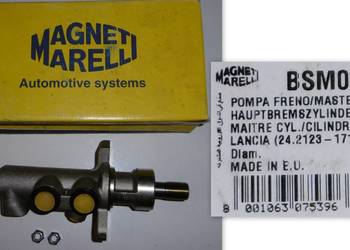 MAGNETI
MARELLI
Automotive systems
MAGNETI
MARELLI
BSM0
POMPA FRENO/MASTE
HAUPTBREMSZYLINDE
MAITRE CYL./CILINDR
LANCIA (24.2123-171
Diam.
MADE IN E.U.
8 001063 075396